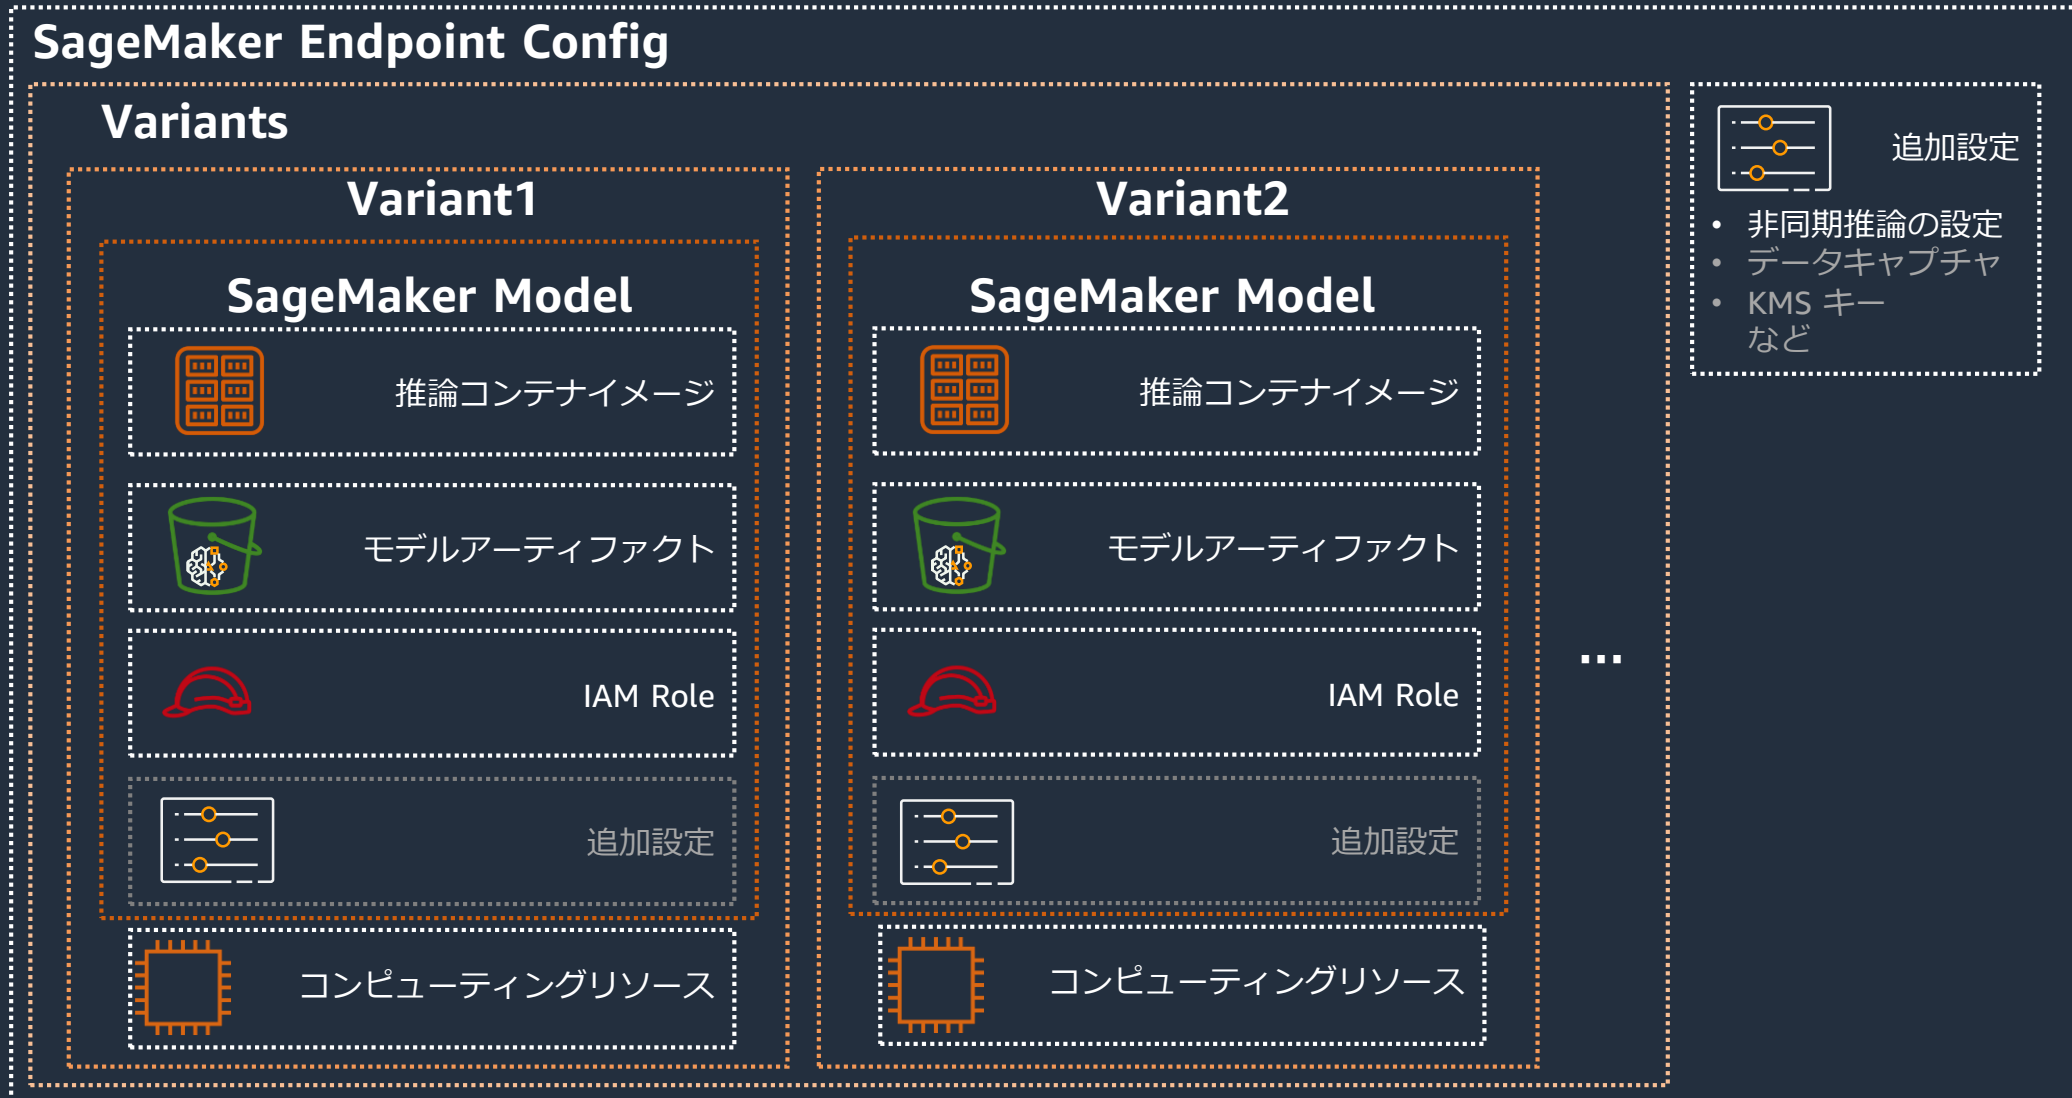 SageMaker Endpoint Config
Variants
Variant1
SageMaker Model
推論コンテナイメージ
モデルアーティファクト
IAM Role
追加設定
コンピューティングリソース
Variant2
SageMaker Model
推論コンテナイメージ
モデルアーティファクト
IAM Role
追加設定
コンピューティングリソース
...
追加設定
• 非同期推論の設定
• データキャプチャ
• KMS キー
など